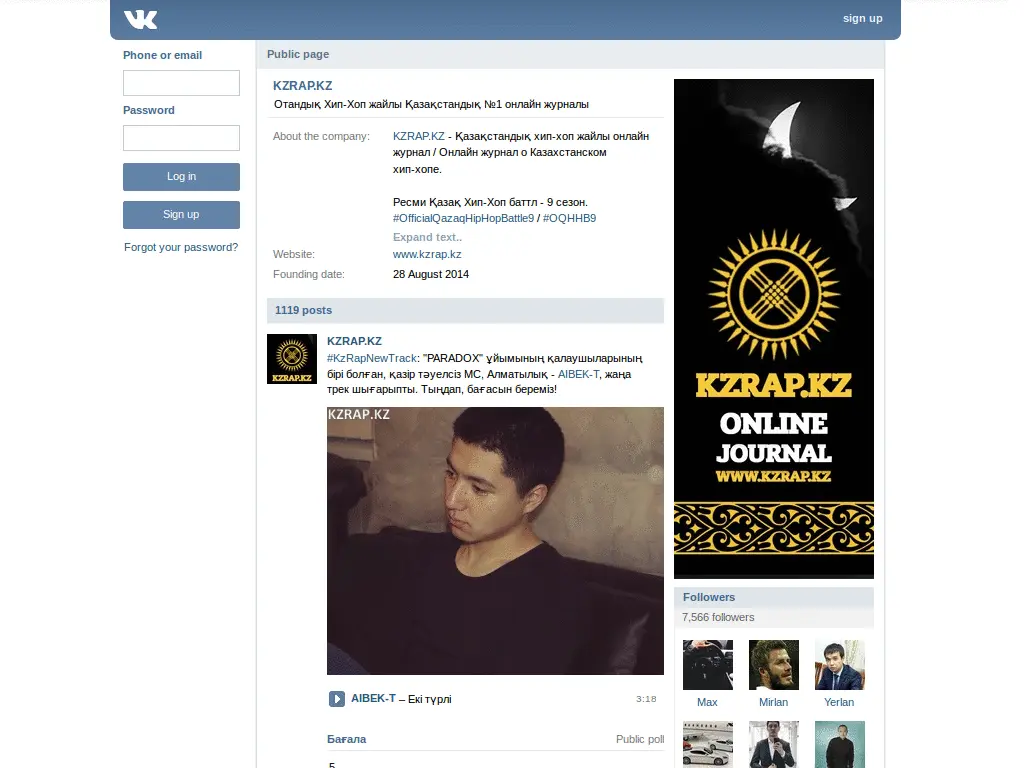 sign up
Phone or email
Password
Log in
Sign up
Forgot your password?
Public page
KZRAP.KZ
Отандық Хип-Хоп жайлы Қазақстандық №1 онлайн журналы
About the company:
KZRAP.KZ - Қазақстандық хип-хоп жайлы онлайн
журнал / Онлайн журнал о Казахстанском
хип-хопе.
Ресми Қазақ Хип-Хоп баттл - 9 сезон.
#OfficialQazaqHipHopBattle9 / #OQHHB9
Expand text..
Website: www.kzrap.kz
Founding date: 28 August 2014
1119 posts
KZRAP.KZ
KZRAP.KZ
#KzRapNewTrack: "PARADOX" ұйымының қалаушыларының
бірі болған, қазір тәуелсіз МС, Алматылық - AIBEK-T, жаңа
трек шығарыпты. Тыңдап, бағасын береміз!
KZRAP.KZ
AIBEK-T – Екі түрлі 3:18
Бағала Public poll
5
KZRAP.KZ
ONLINE
JOURNAL
WWW.KZRAP.KZ
Followers
7,566 followers
Max Mirlan Yerlan